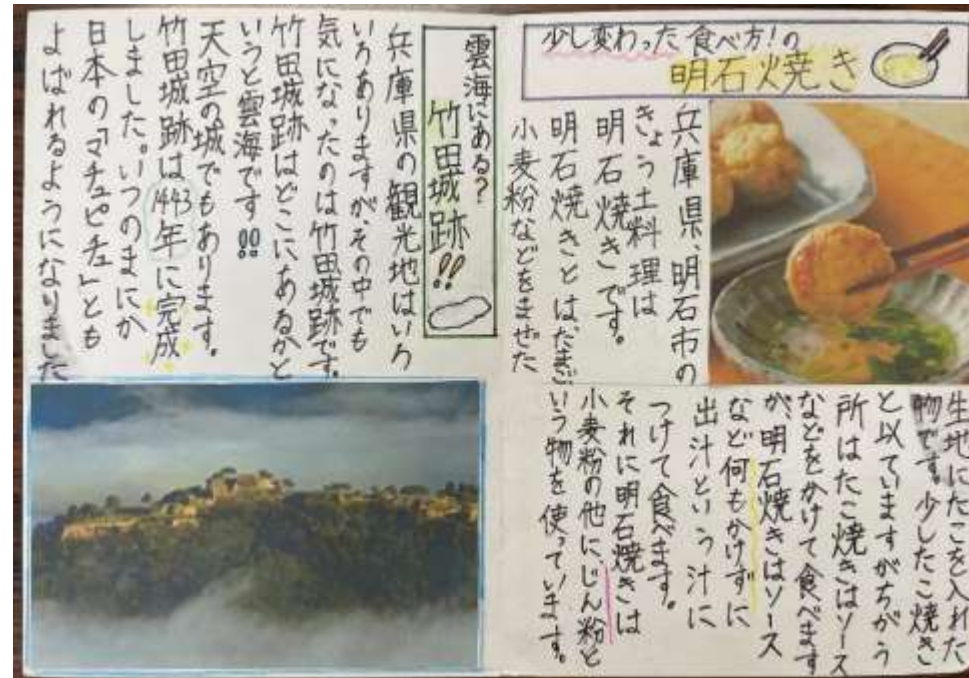 少し変わった食べ方!の
明石焼き
兵庫県、明石市の
きょう土料理は
明石焼きです。
明石焼きとはたまご、
小麦粉などをまぜた
生地にたこを入れた
物です。少したこ焼き
と以ていますがちがう
所はたこ焼きはソース
などをかけて食べます
が、明石焼きはソース
など何もかけずに
出汁という汁に
つけて食べます。
それに明石焼きは
小麦粉の他に、じん粉と
いう物を使っています。
雲海にある?
竹田城跡!!
兵庫県の観光地はいろ
いろありますが、その中でも
気になったのは竹田城跡です。
竹田城跡はどこにあるかと
いうと雲海です!!
天空の城でもあります。
竹田城跡は1443年に完成
しました。いつのまにか
日本の「マチュピチュ」とも
よばれるようになりました